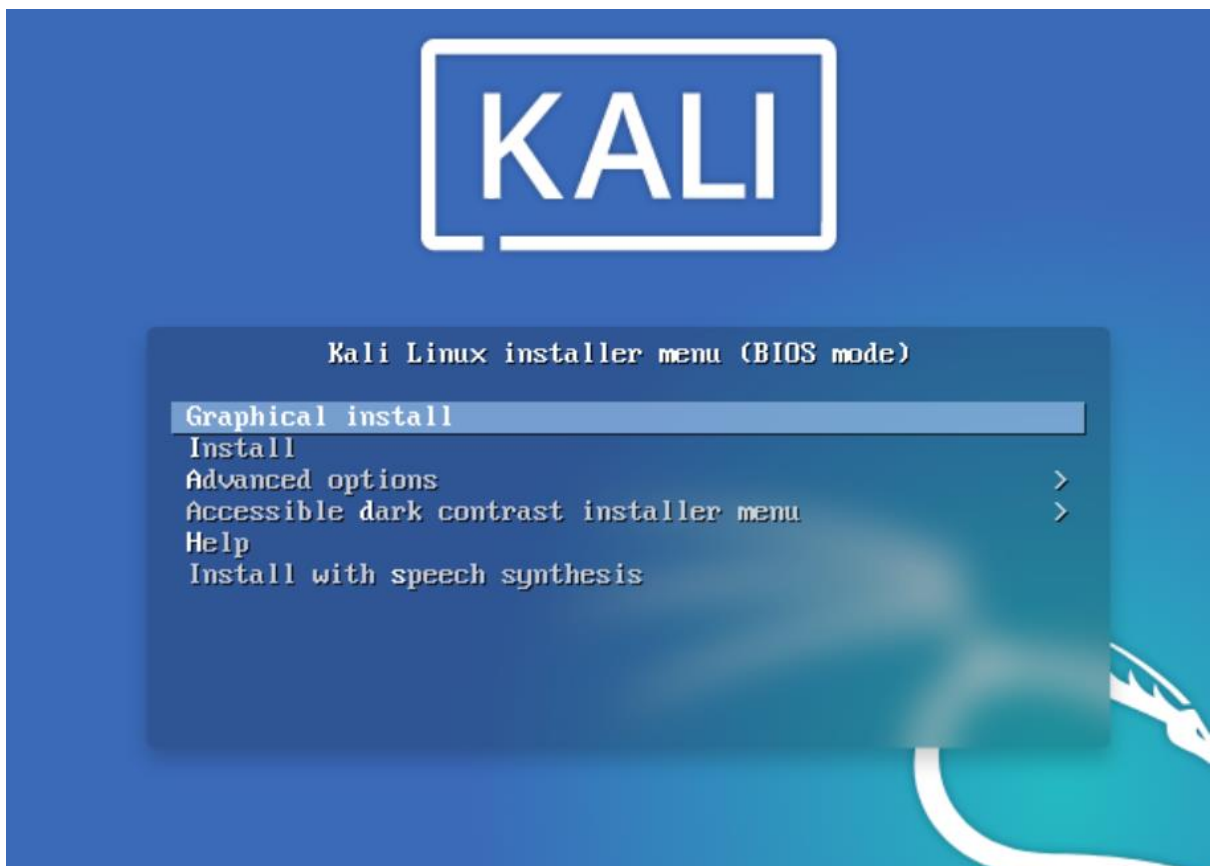 KALI
Kali Linux installer menu (BIOS mode)
Graphical install
Install
Advanced options >
Accessible dark contrast installer menu >
Help
Install with speech synthesis